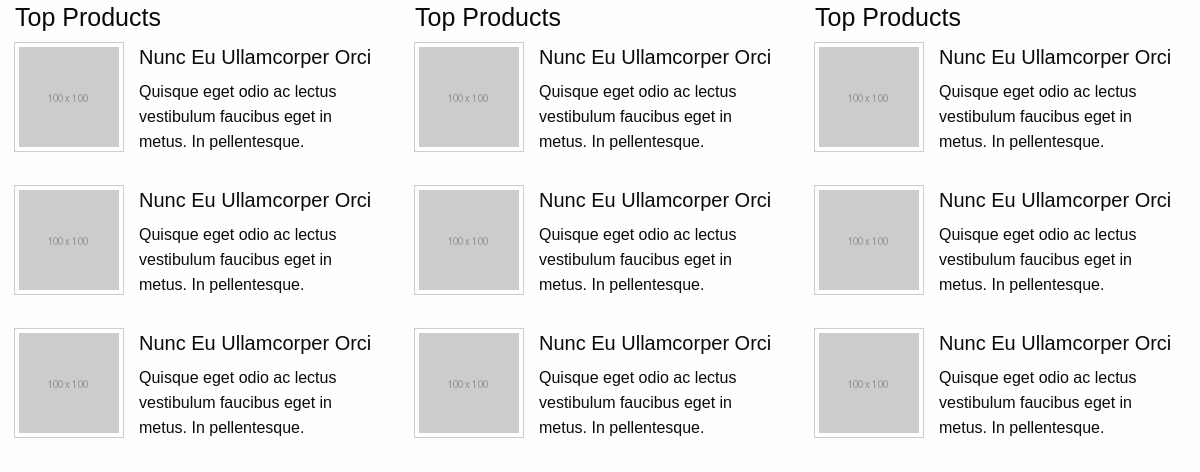 Top Products
100 x 100
Nunc Eu Ullamcorper Orci
Quisque eget odio ac lectus
vestibulum faucibus eget in
metus. In pellentesque.
100 x 100
Nunc Eu Ullamcorper Orci
Quisque eget odio ac lectus
vestibulum faucibus eget in
metus. In pellentesque.
100 x 100
Nunc Eu Ullamcorper Orci
Quisque eget odio ac lectus
vestibulum faucibus eget in
metus. In pellentesque.
Top Products
100 x 100
Nunc Eu Ullamcorper Orci
Quisque eget odio ac lectus
vestibulum faucibus eget in
metus. In pellentesque.
100 x 100
Nunc Eu Ullamcorper Orci
Quisque eget odio ac lectus
vestibulum faucibus eget in
metus. In pellentesque.
100 x 100
Nunc Eu Ullamcorper Orci
Quisque eget odio ac lectus
vestibulum faucibus eget in
metus. In pellentesque.
Top Products
100 x 100
Nunc Eu Ullamcorper Orci
Quisque eget odio ac lectus
vestibulum faucibus eget in
metus. In pellentesque.
100 x 100
Nunc Eu Ullamcorper Orci
Quisque eget odio ac lectus
vestibulum faucibus eget in
metus. In pellentesque.
100 x 100
Nunc Eu Ullamcorper Orci
Quisque eget odio ac lectus
vestibulum faucibus eget in
metus. In pellentesque.